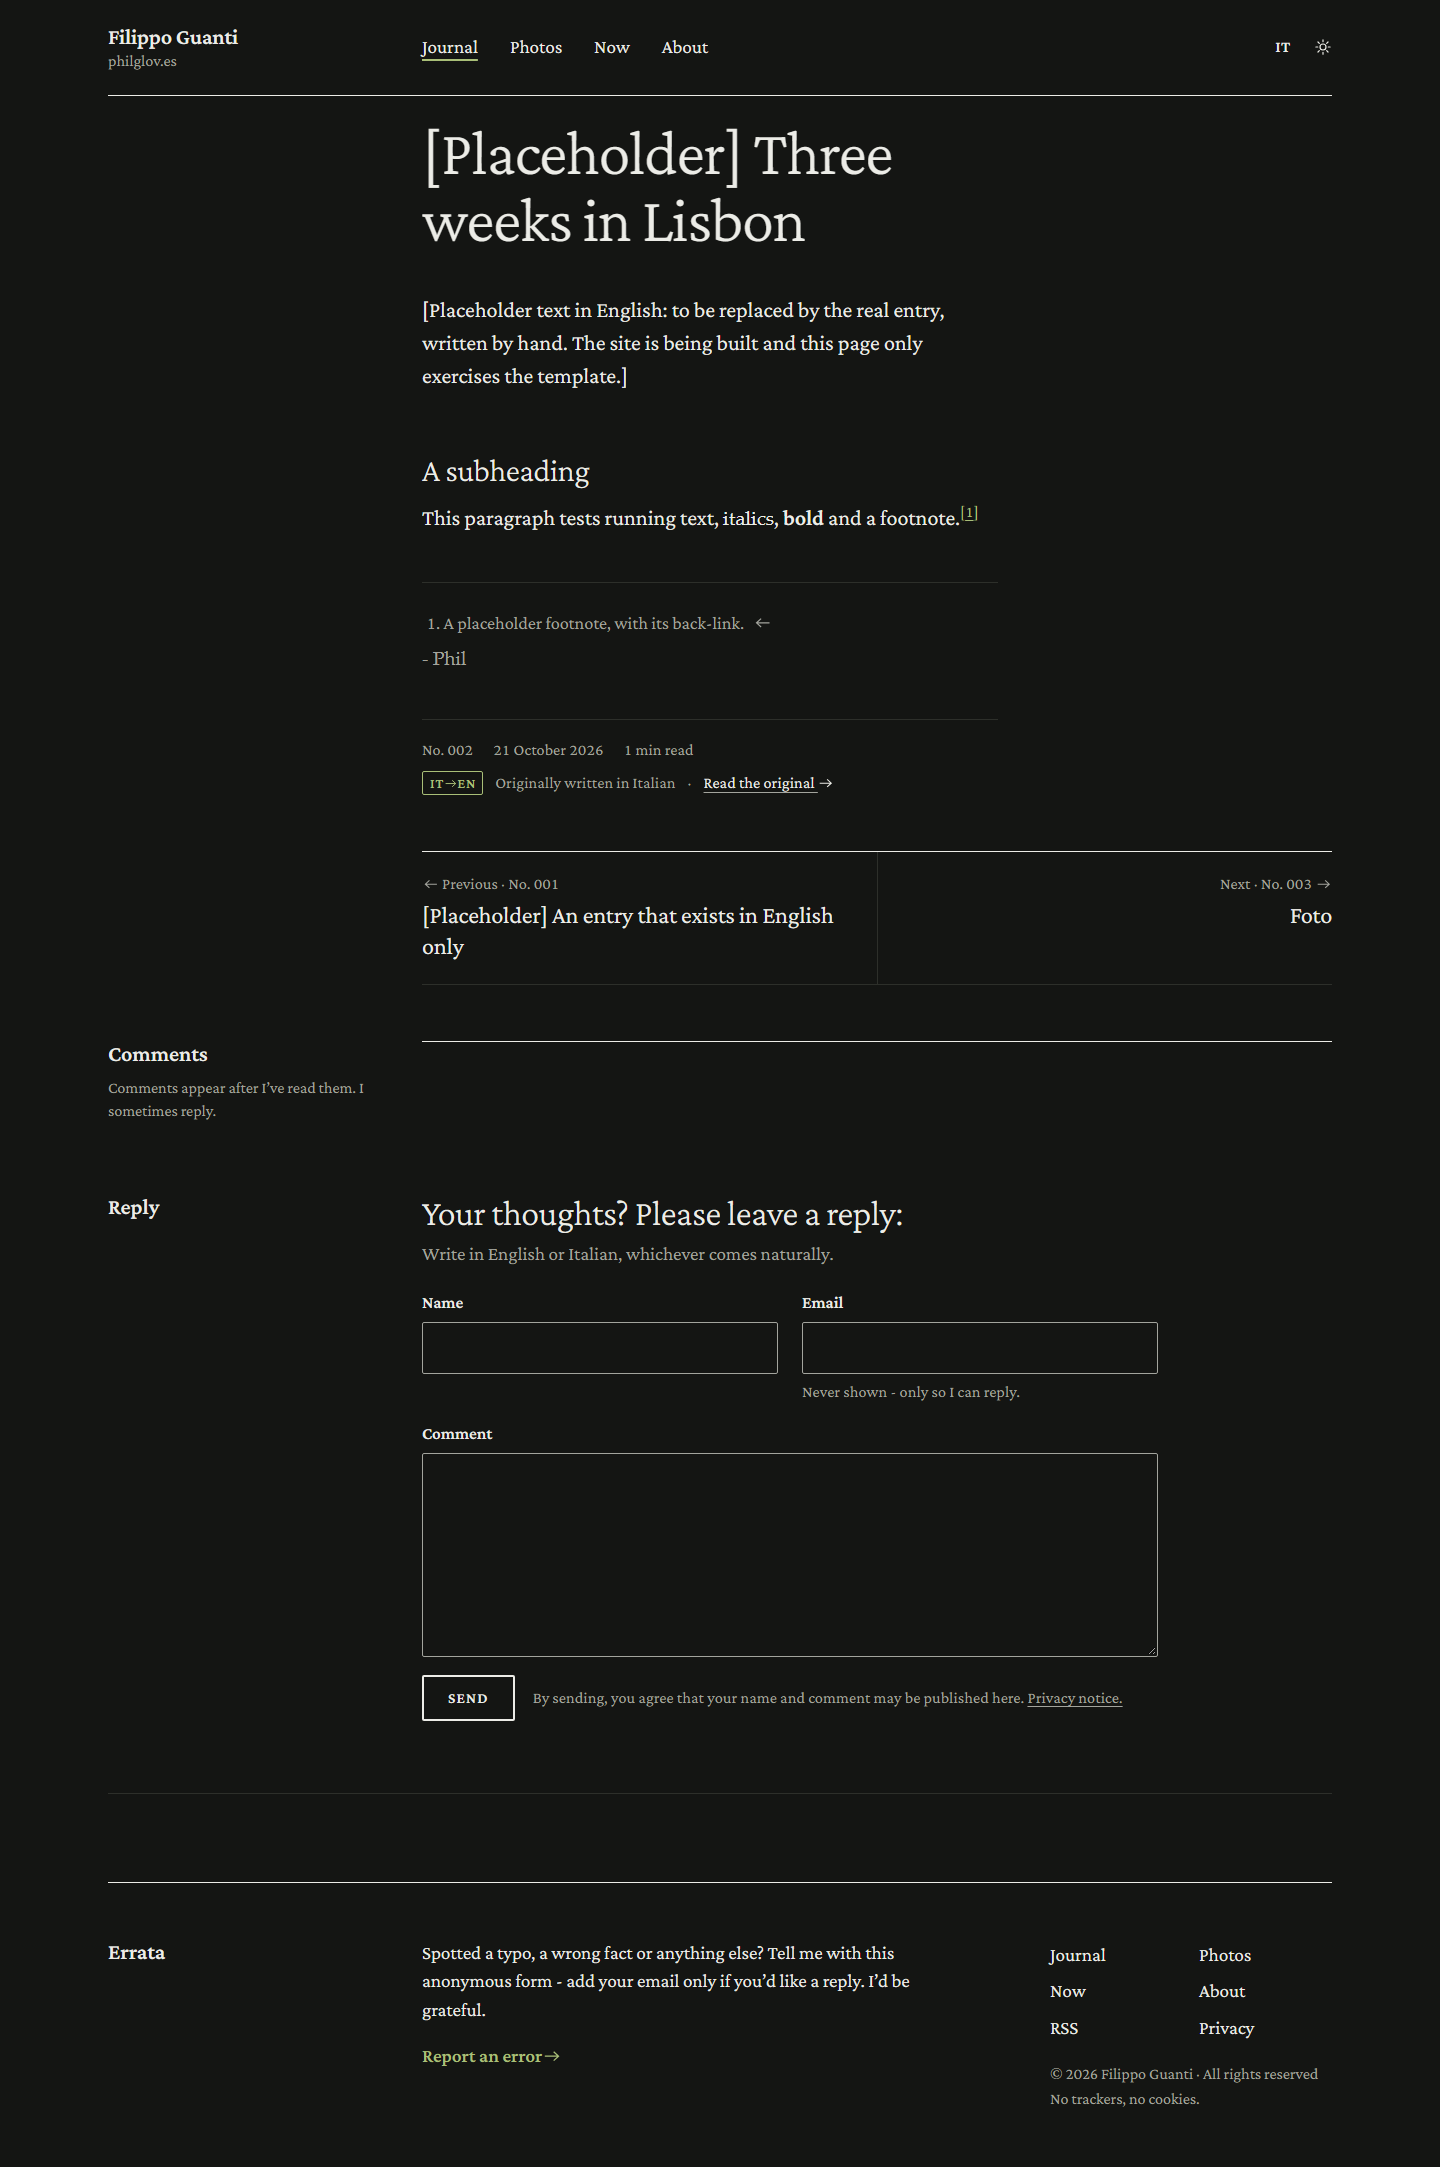 Filippo Guanti
philglov.es
Journal Photos Now About
IT
[Placeholder] Three
weeks in Lisbon
[Placeholder text in English: to be replaced by the real entry,
written by hand. The site is being built and this page only
exercises the template.]
A subheading
This paragraph tests running text, italics, bold and a footnote.[1]
1. A placeholder footnote, with its back-link. ←
- Phil
No. 002 21 October 2026 1 min read
IT→EN Originally written in Italian · Read the original →
← Previous · No. 001
[Placeholder] An entry that exists in English
only
Next · No. 003 →
Foto
Comments
Comments appear after I’ve read them. I
sometimes reply.
Reply
Your thoughts? Please leave a reply:
Write in English or Italian, whichever comes naturally.
Name
Email
Never shown - only so I can reply.
Comment
SEND
By sending, you agree that your name and comment may be published here. Privacy notice.
Errata
Spotted a typo, a wrong fact or anything else? Tell me with this
anonymous form - add your email only if you’d like a reply. I’d be
grateful.
Report an error→
Journal Photos
Now About
RSS Privacy
© 2026 Filippo Guanti · All rights reserved
No trackers, no cookies.